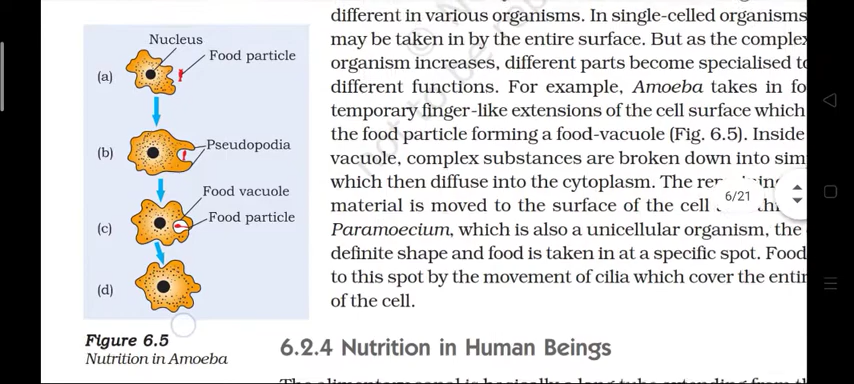 different in various organisms. In single-celled organisms
may be taken in by the entire surface. But as the complex
organism increases, different parts become specialised to
different functions. For example, Amoeba takes in fo
temporary finger-like extensions of the cell surface which
the food particle forming a food-vacuole (Fig. 6.5). Inside
vacuole, complex substances are broken down into sim
which then diffuse into the cytoplasm. The remaining
material is moved to the surface of the cell
Paramoecium, which is also a unicellular organism, the
definite shape and food is taken in at a specific spot. Food
to this spot by the movement of cilia which cover the entir
of the cell.
Nucleus
Food particle
(a)
(b)
Pseudopodia
Food vacuole
Food particle
(c)
(d)
Figure 6.5
Nutrition in Amoeba
6.2.4 Nutrition in Human Beings
6/21